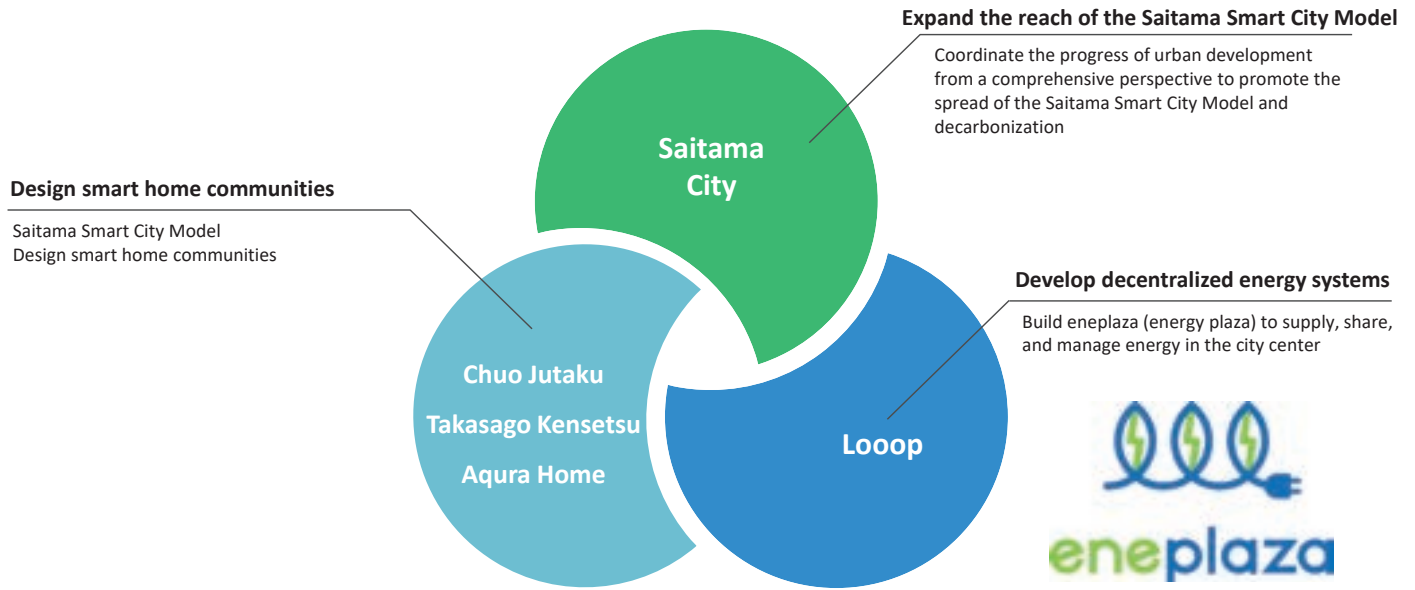 Expand the reach of the Saitama Smart City Model
Coordinate the progress of urban development
from a comprehensive perspective to promote the
spread of the Saitama Smart City Model and
decarbonization
Saitama
City
Design smart home communities
Saitama Smart City Model
Design smart home communities
Chuo Jutaku
Takasago Kensetsu
Aqura Home
Develop decentralized energy systems
Build eneplaza (energy plaza) to supply, share,
and manage energy in the city center
Looop
eneplaza